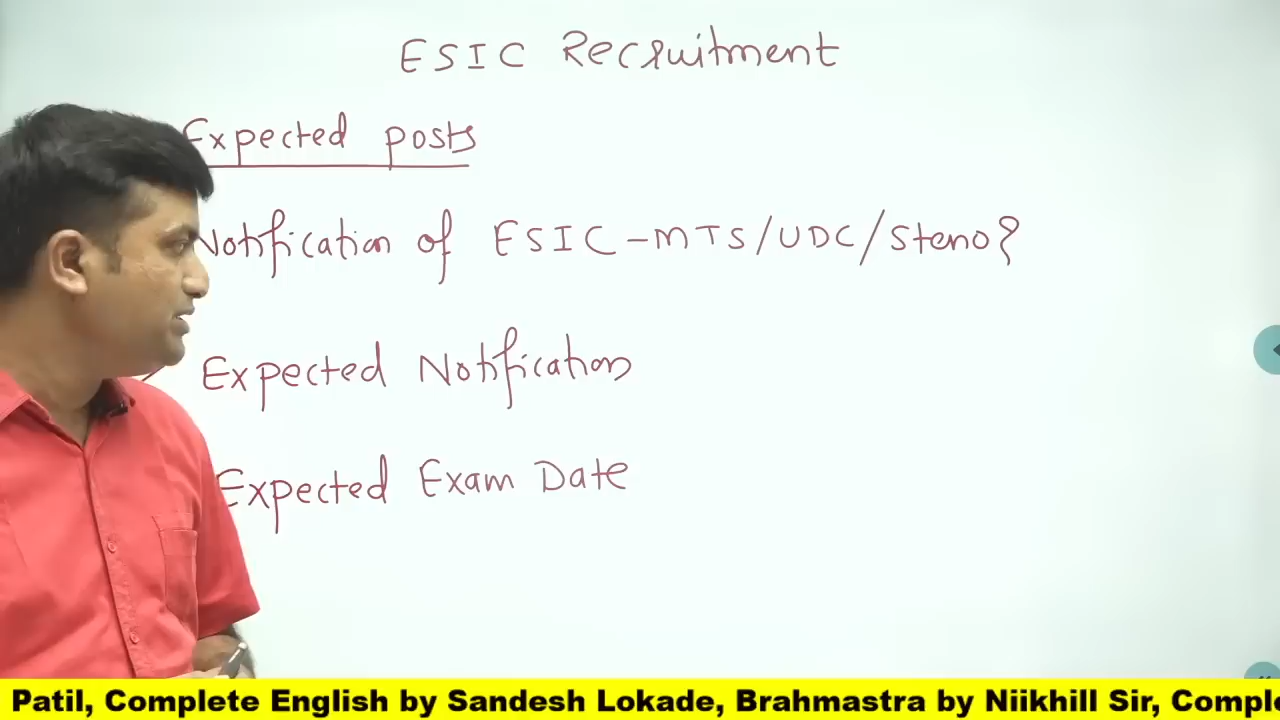 ESIC Recruitment
Expected posts
Notification of ESIC-MTS/UDC/Steno?
Expected Notification
Expected Exam Date
Patil, Complete English by Sandesh Lokade, Brahmastra by Niikhill Sir, Comple